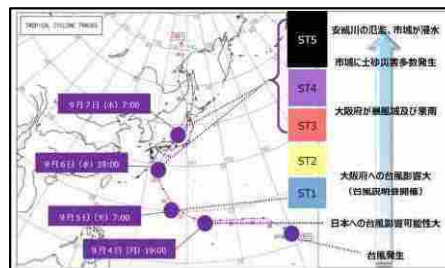 TROPICAL CYCLONE TRACKS
ST5
ST4
ST3
ST2
ST1
安威川の氾濫、市域が浸水
市域に土砂災害多数発生
大阪府が暴風域及び豪雨
大阪府への台風影響大
(台風説明会開催)
日本への台風影響可能性大
台風発生
9月7日(木)7:00
9月6日(水)19:00
9月5日(火)7:00
9月4日(月)19:00